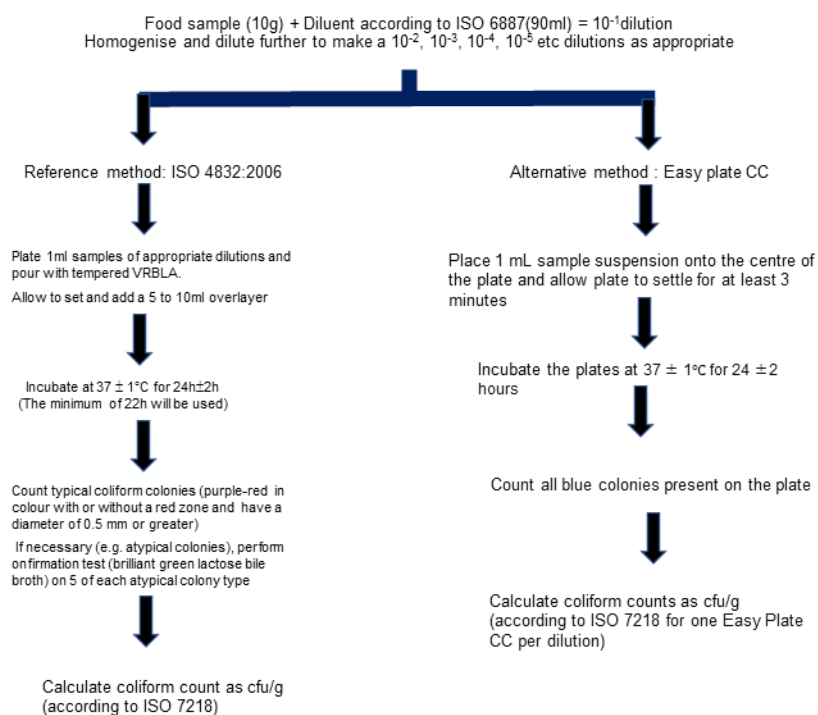 Food sample (10g) + Diluent according to ISO 6887(90ml) = 10⁻¹dilution
Homogenise and dilute further to make a 10⁻², 10⁻³, 10⁻⁴, 10⁻⁵ etc dilutions as appropriate
Reference method: ISO 4832:2006
Plate 1ml samples of appropriate dilutions and
pour with tempered VRBLA.
Allow to set and add a 5 to 10ml overlayer
Incubate at 37 ± 1°C for 24h±2h
(The minimum of 22h will be used)
Count typical coliform colonies (purple-red in
colour with or without a red zone and have a
diameter of 0.5 mm or greater)
If necessary (e.g. atypical colonies), perform
onfirmation test (brilliant green lactose bile
broth) on 5 of each atypical colony type
Calculate coliform count as cfu/g
(according to ISO 7218)
Alternative method : Easy plate CC
Place 1 mL sample suspension onto the centre of
the plate and allow plate to settle for at least 3
minutes
Incubate the plates at 37 ± 1°C for 24 ±2
hours
Count all blue colonies present on the plate
Calculate coliform counts as cfu/g
(according to ISO 7218 for one Easy Plate
CC per dilution)